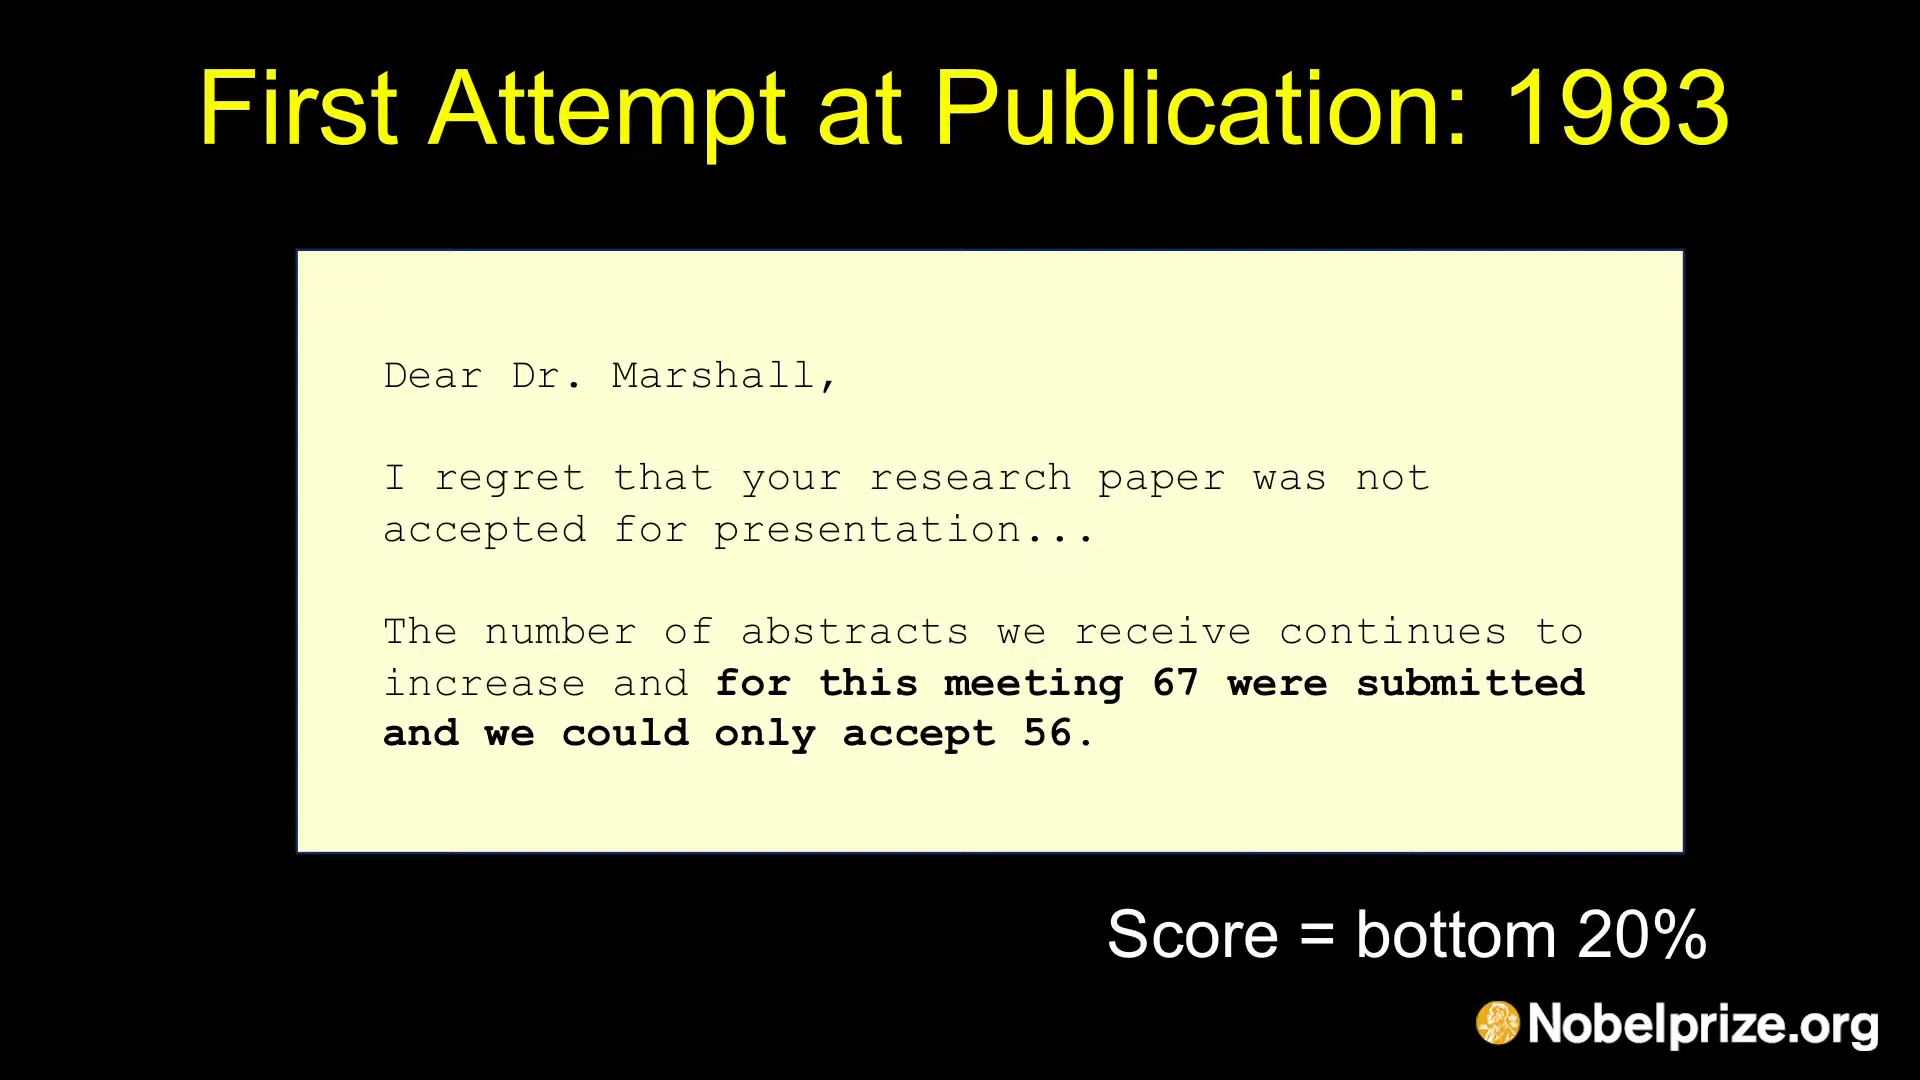 First Attempt at Publication: 1983
Dear Dr. Marshall,
I regret that your research paper was not
accepted for presentation...
The number of abstracts we receive continues to
increase and for this meeting 67 were submitted
and we could only accept 56.
Score = bottom 20%
Nobelprize.org